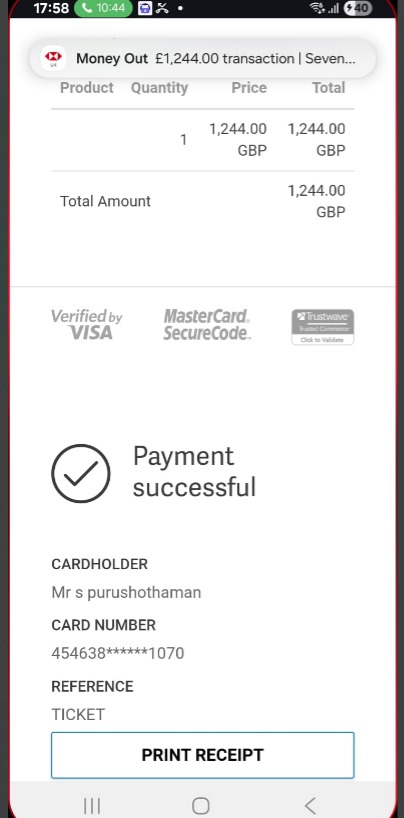 17:58 10:44 40
Money Out £1,244.00 transaction | Seven...
UK
Product Quantity Price Total
1 1,244.00 GBP 1,244.00 GBP
Total Amount 1,244.00 GBP
Verified by VISA
MasterCard. SecureCode.
Trustwave
Trusted Commerce
Click to Validate
Payment
successful
CARDHOLDER
Mr s purushothaman
CARD NUMBER
454638******1070
REFERENCE
TICKET
PRINT RECEIPT